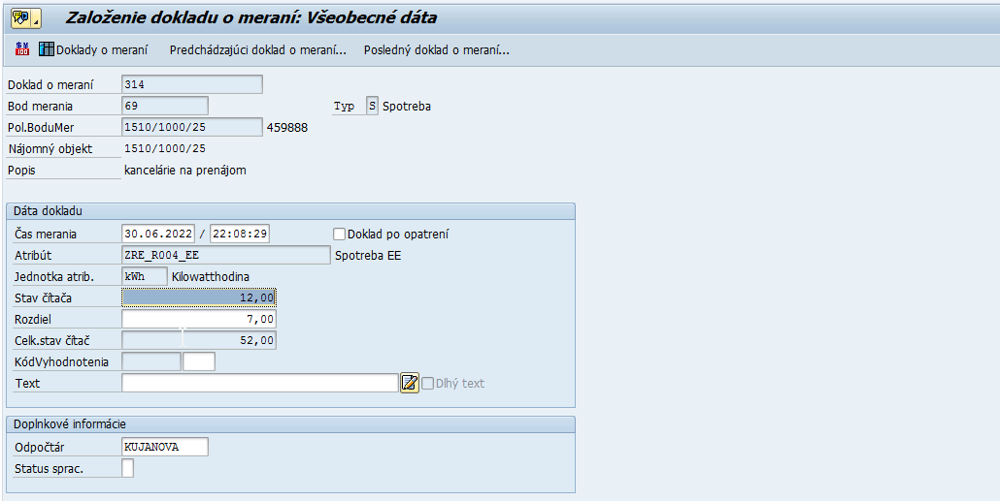 Založenie dokladu o meraní: Všeobecné dáta
Doklady o meraní Predchádzajúci doklad o meraní... Posledný doklad o meraní...
Doklad o meraní 314
Bod merania 69 Typ S Spotreba
Pol.BoduMer 1510/1000/25 459888
Nájomný objekt 1510/1000/25
Popis kancelárie na prenájom
Dáta dokladu
Čas merania 30.06.2022 / 22:08:29 Doklad po opatrení
Atribút ZRE_R004_EE Spotreba EE
Jednotka atrib. kWh Kilowatthodina
Stav čítača 12,00
Rozdiel 7,00
Celk.stav čítač 52,00
KódVyhodnotenia
Text Dlhý text
Doplnkové informácie
Odpočtár KUJANOVA
Status sprac.